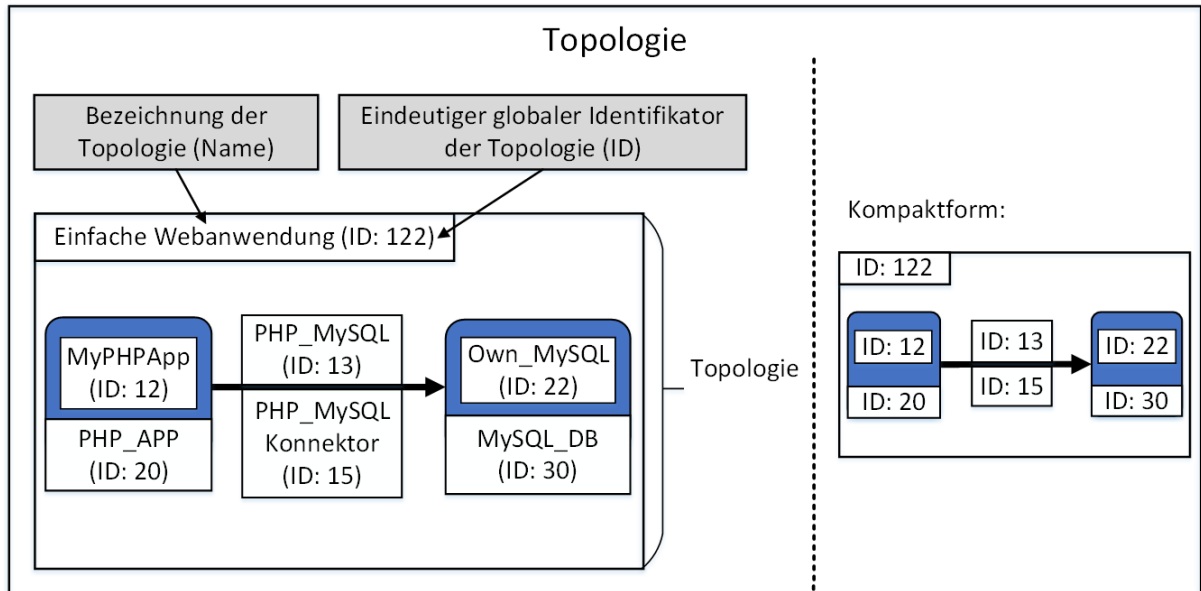 Topologie
Bezeichnung der
Topologie (Name)
Eindeutiger globaler Identifikator
der Topologie (ID)
Einfache Webanwendung (ID: 122)
MyPHPApp
(ID: 12)
PHP_APP
(ID: 20)
PHP_MySQL
(ID: 13)
PHP_MySQL
Konnektor
(ID: 15)
Own_MySQL
(ID: 22)
MySQL_DB
(ID: 30)
Topologie
Kompaktform:
ID: 122
ID: 12
ID: 20
ID: 13
ID: 15
ID: 22
ID: 30